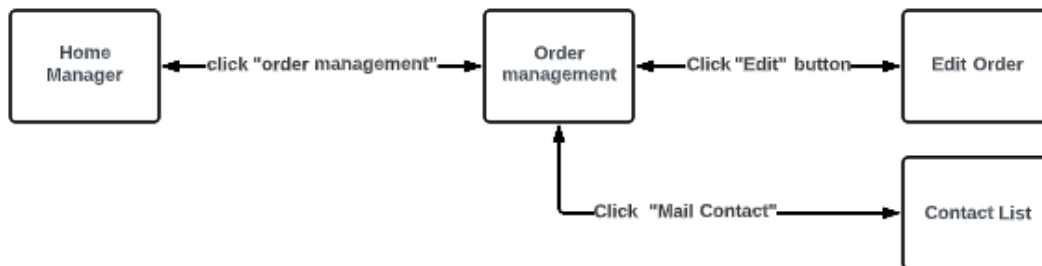 Home
Manager
click "order management"
Order
management
Click "Edit" button
Edit Order
Click "Mail Contact"
Contact List